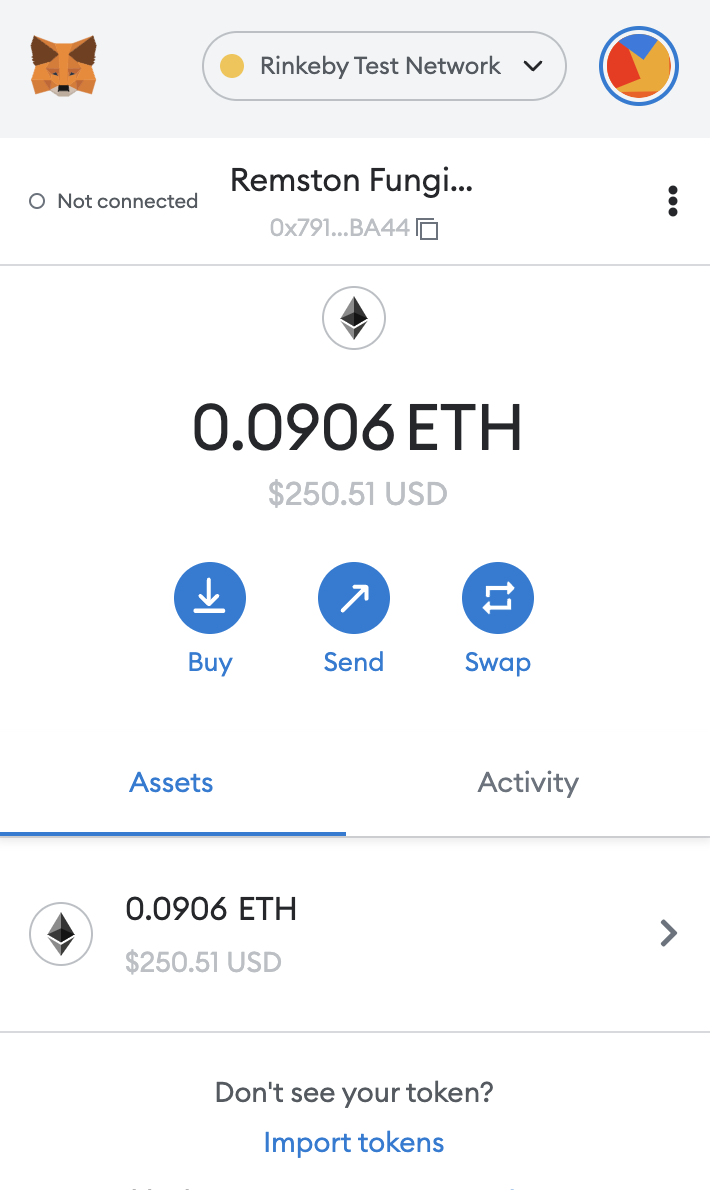 Rinkeby Test Network
Remston Fungi...
Not connected
0x791...BA44
0.0906 ETH
$250.51 USD
Buy Send Swap
Assets Activity
0.0906 ETH
$250.51 USD
Don't see your token?
Import tokens